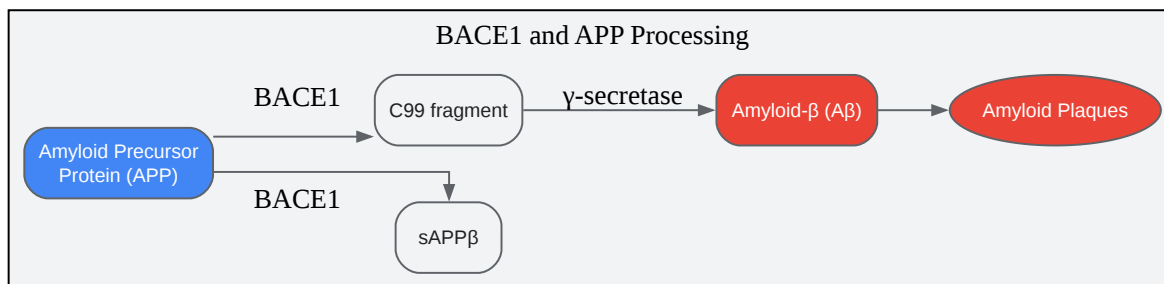 BACE1 and APP Processing
BACE1
C99 fragment
γ-secretase
Amyloid-β (Aβ)
Amyloid Plaques
Amyloid Precursor
Protein (APP)
BACE1
sAPPβ